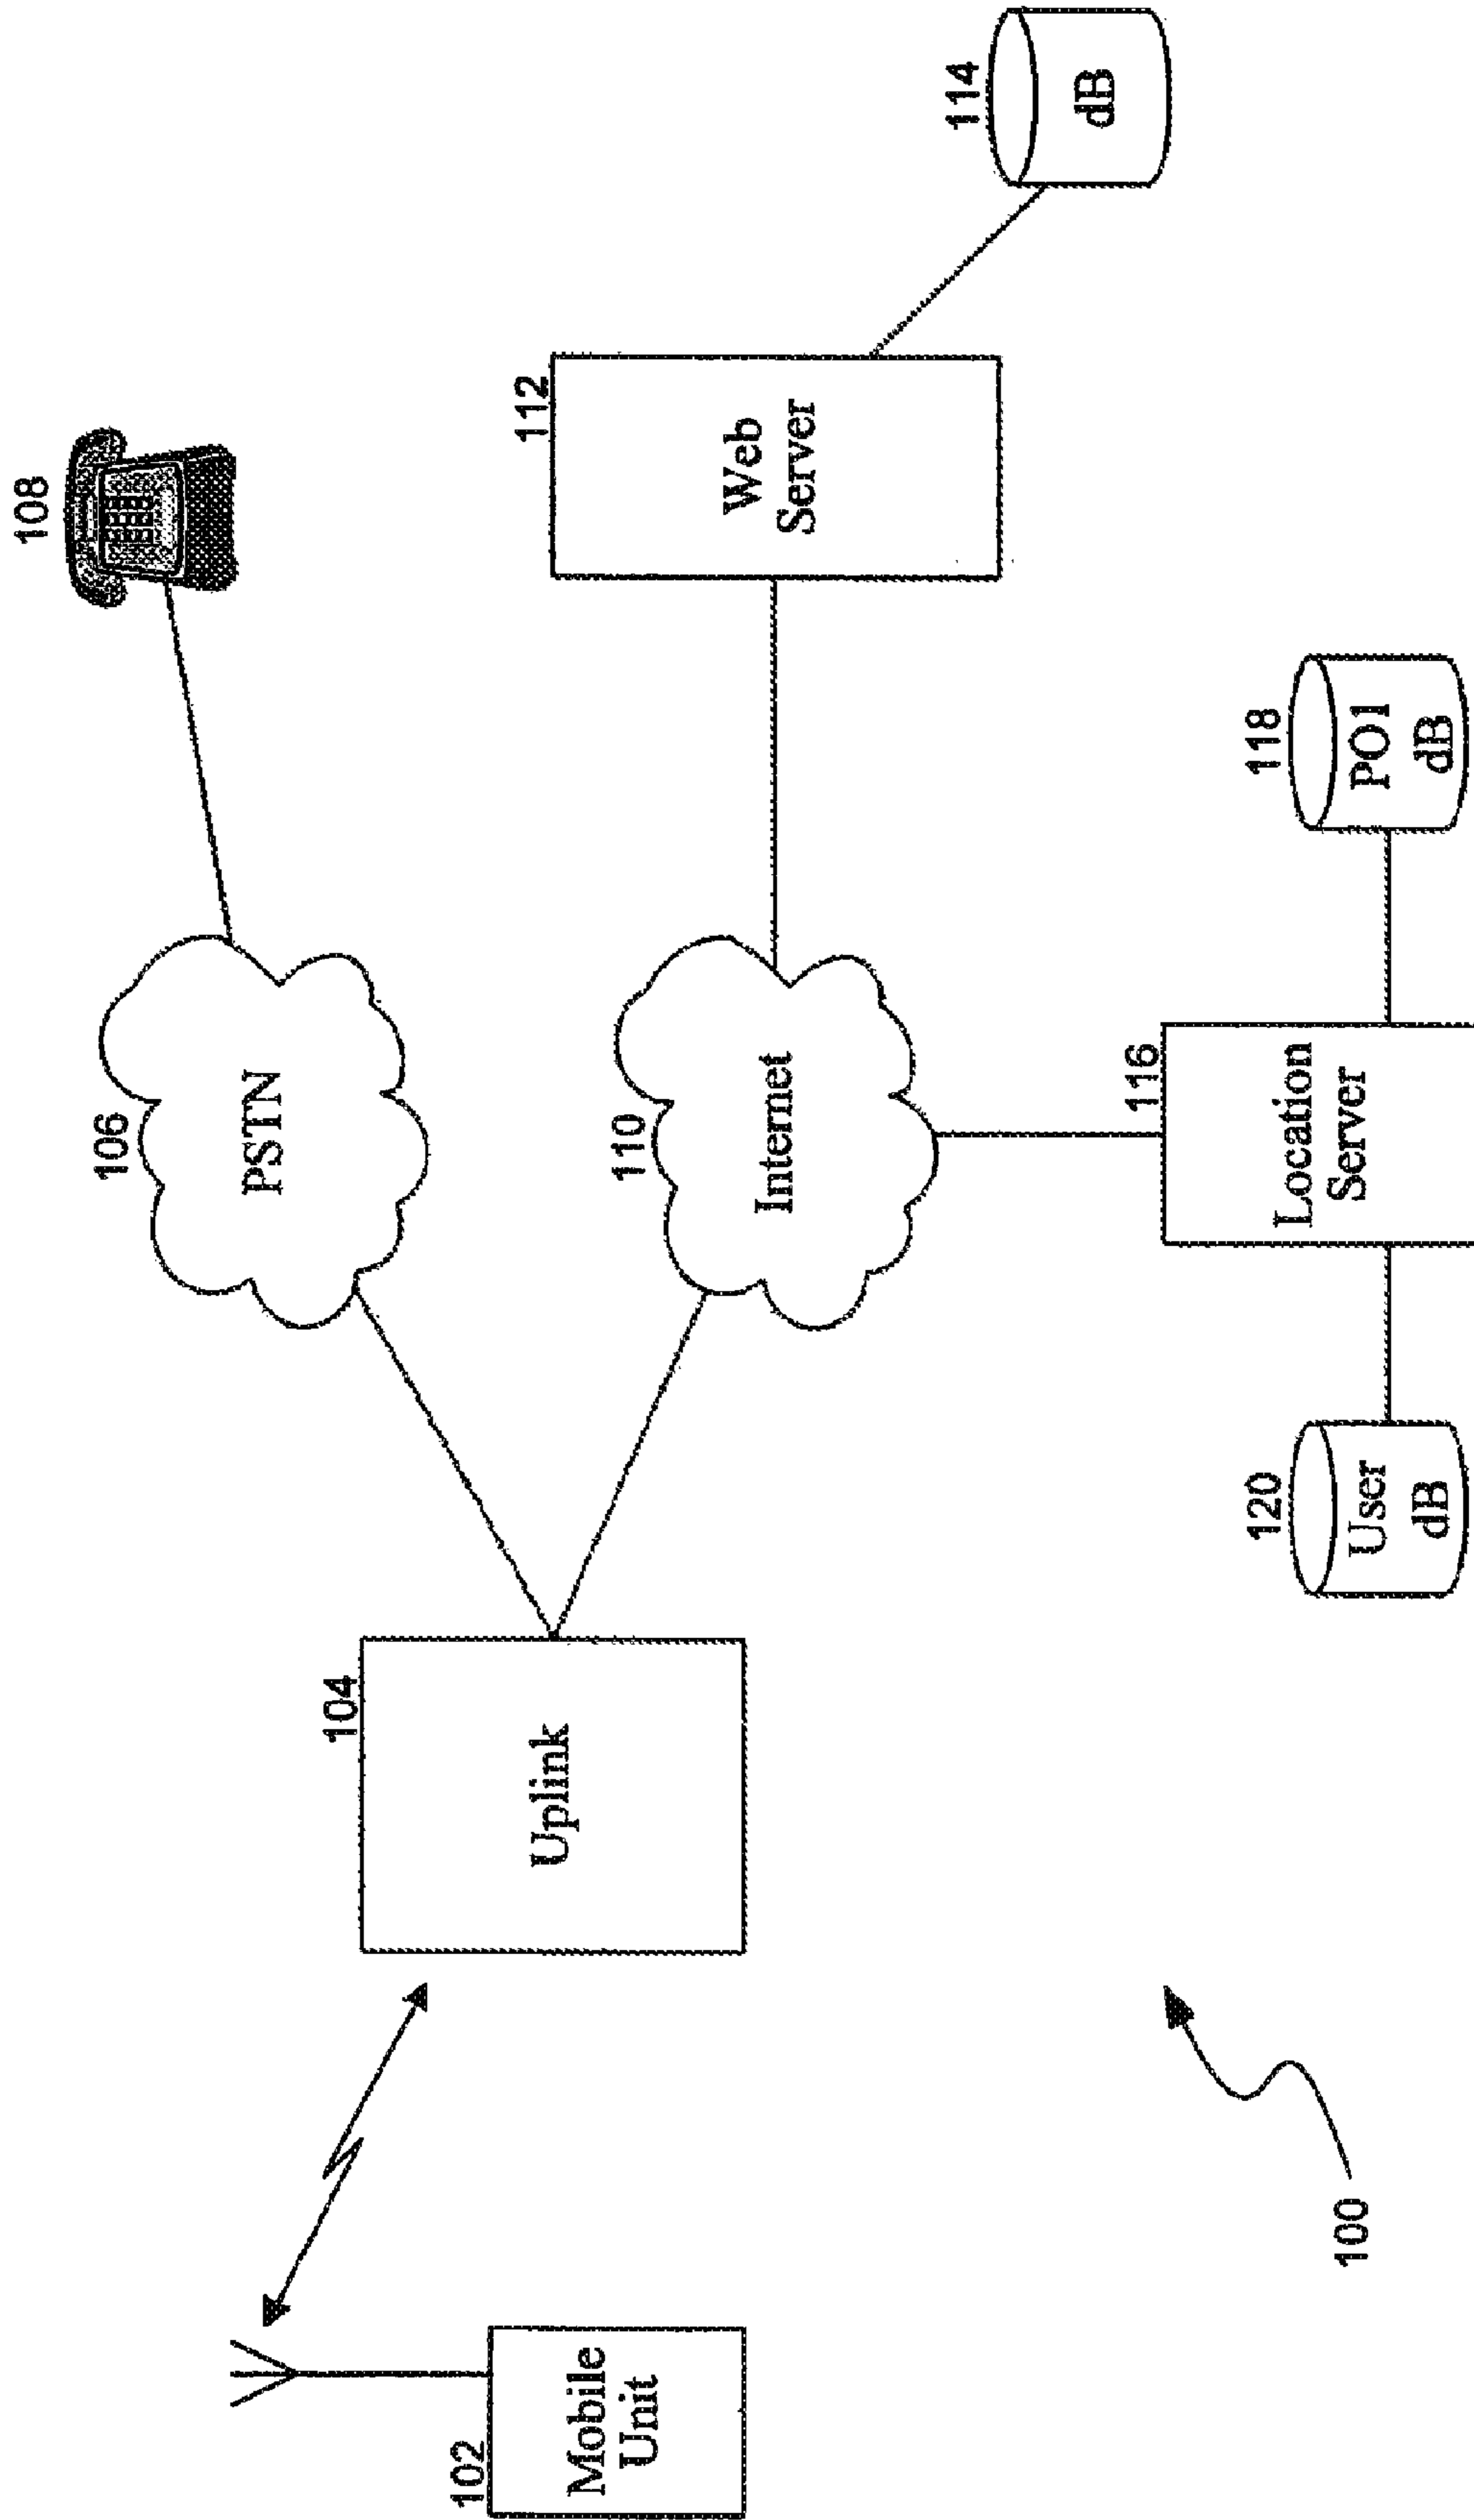 108
106
PSTN
104
Uplink
112
Web
Server
102
Mobile
Unit
110
Internet
114
dB
116
Location
Server
120
User
dB
118
PO1
dB
100